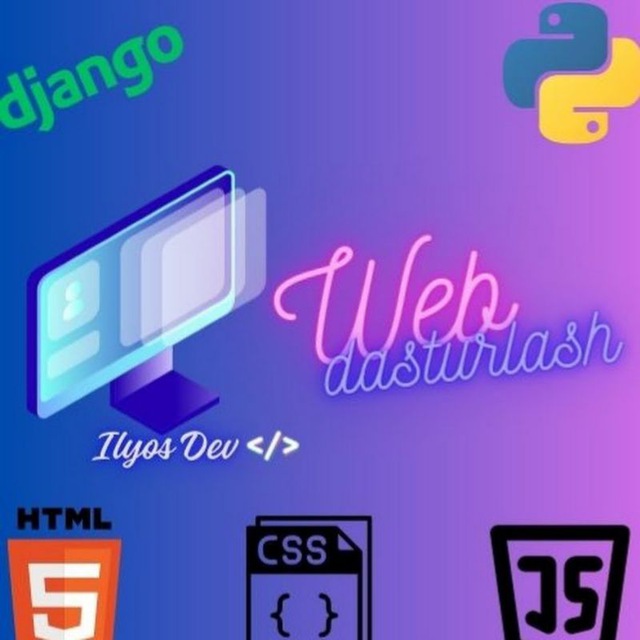 django
Web
dasturlash
Ilyos Dev </>
HTML
5
CSS
{ }
JS